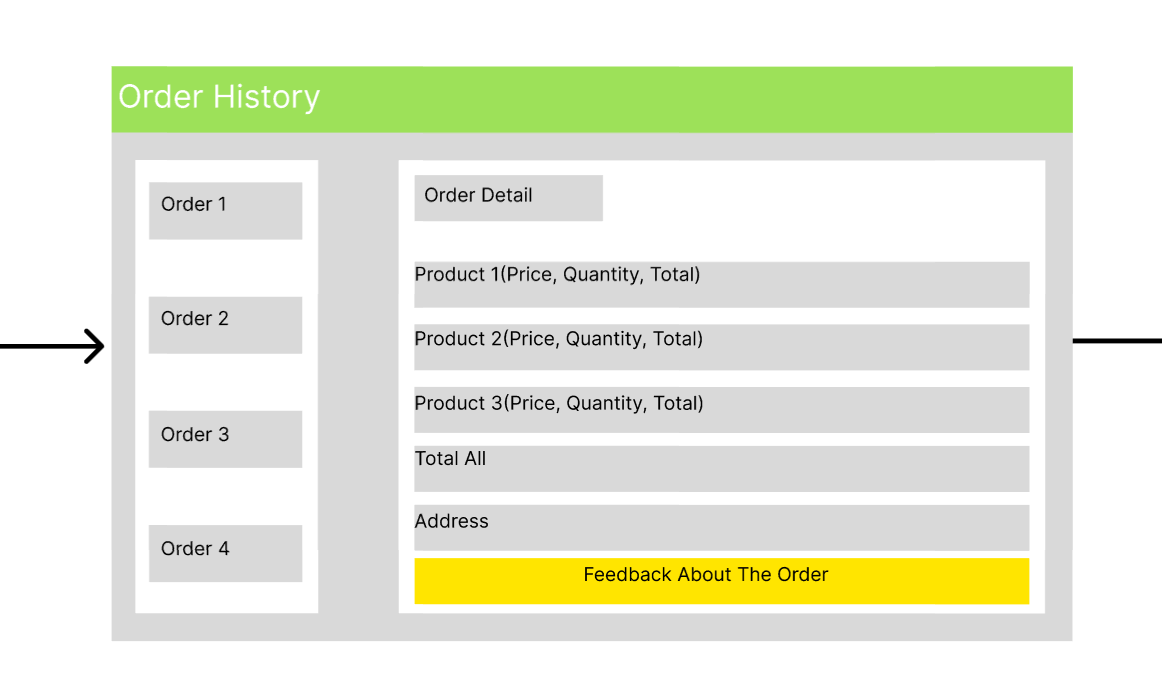 Order History
Order 1
Order 2
Order 3
Order 4
Order Detail
Product 1(Price, Quantity, Total)
Product 2(Price, Quantity, Total)
Product 3(Price, Quantity, Total)
Total All
Address
Feedback About The Order